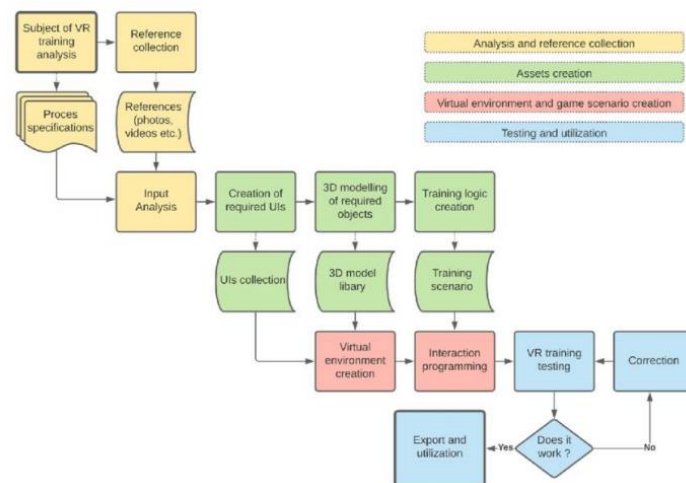 Subject of VR
training
analysis
Reference
collection
Analysis and reference collection
Assets creation
Virtual environment and game scenario creation
Testing and utilization
Proces
specifications
References
(photos,
videos etc.)
Input
Analysis
Creation of
required UIs
3D modelling
of required
objects
Training logic
creation
UIs collection
3D model
libary
Training
scenario
Virtual
environment
creation
Interaction
programming
VR training
testing
Correction
Export and
utilization
Yes
Does it
work ?
No